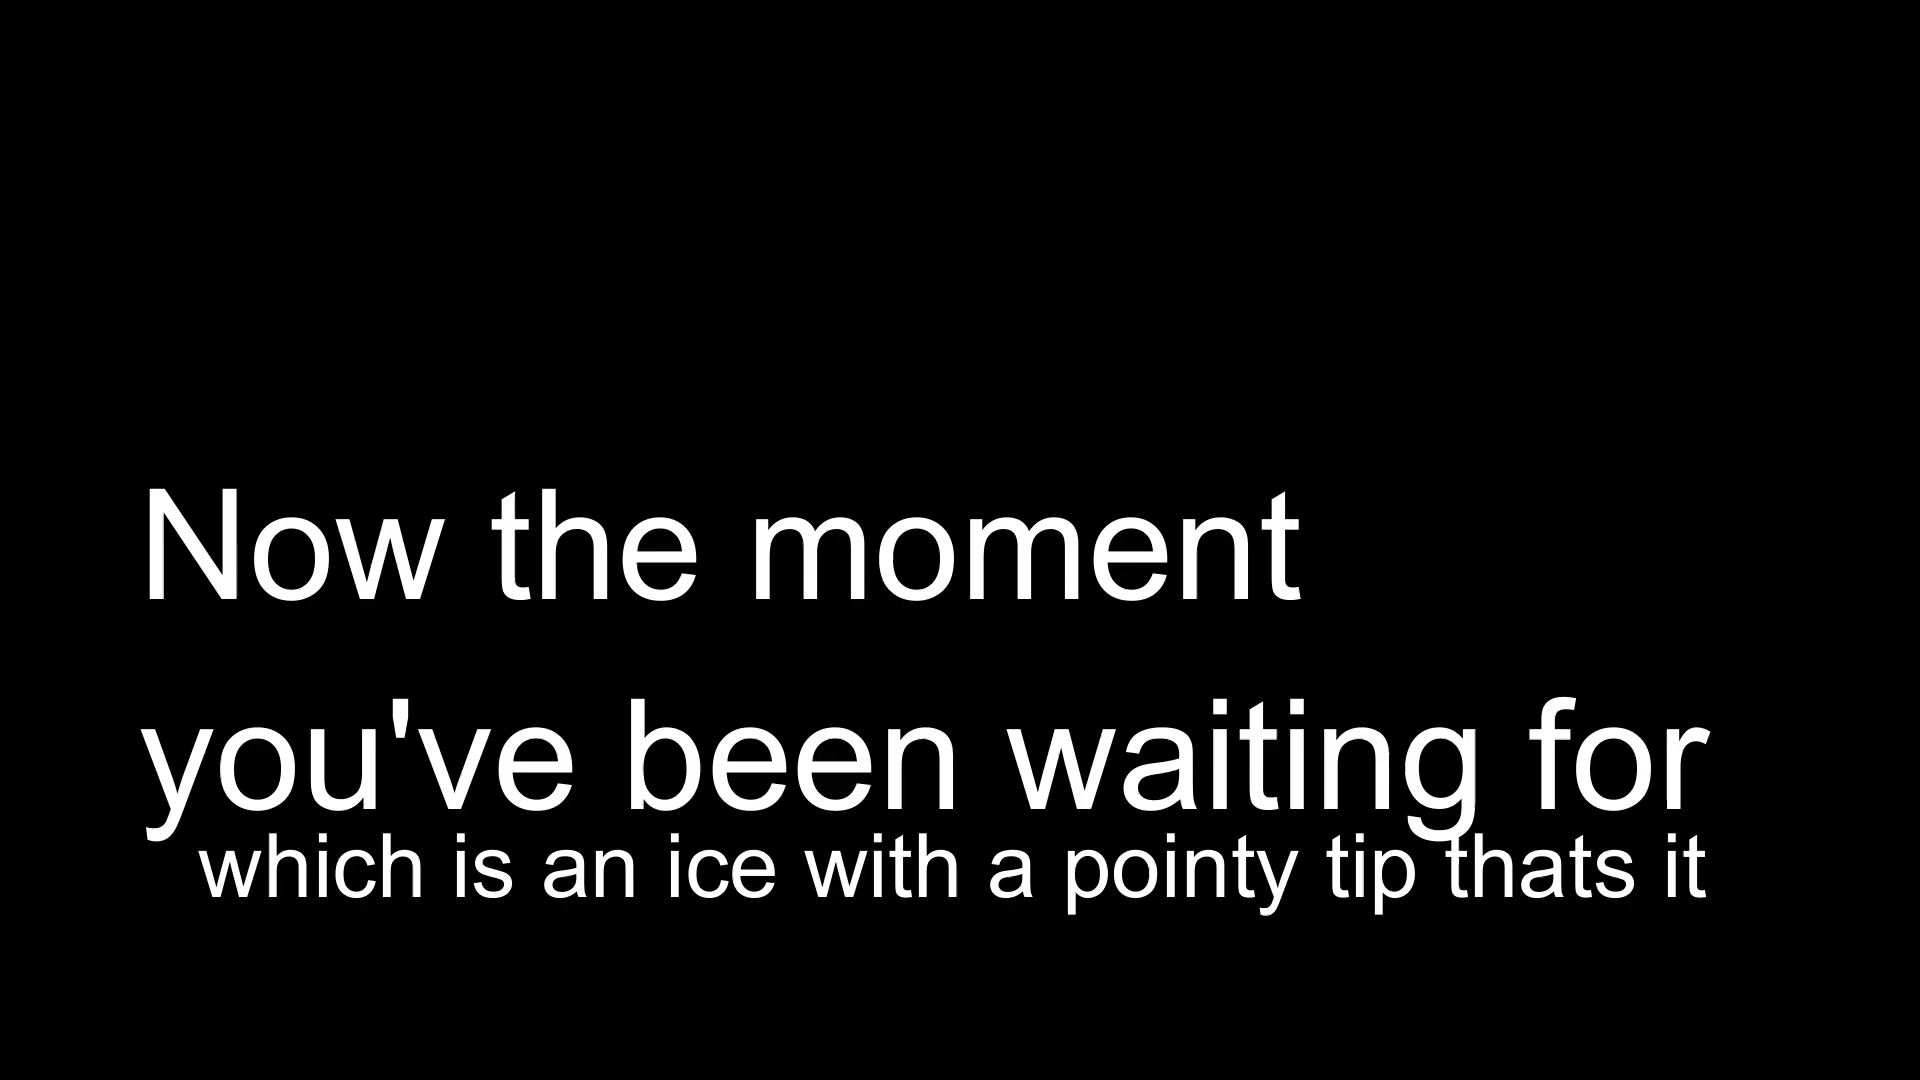 Now the moment
you've been waiting for
which is an ice with a pointy tip thats it